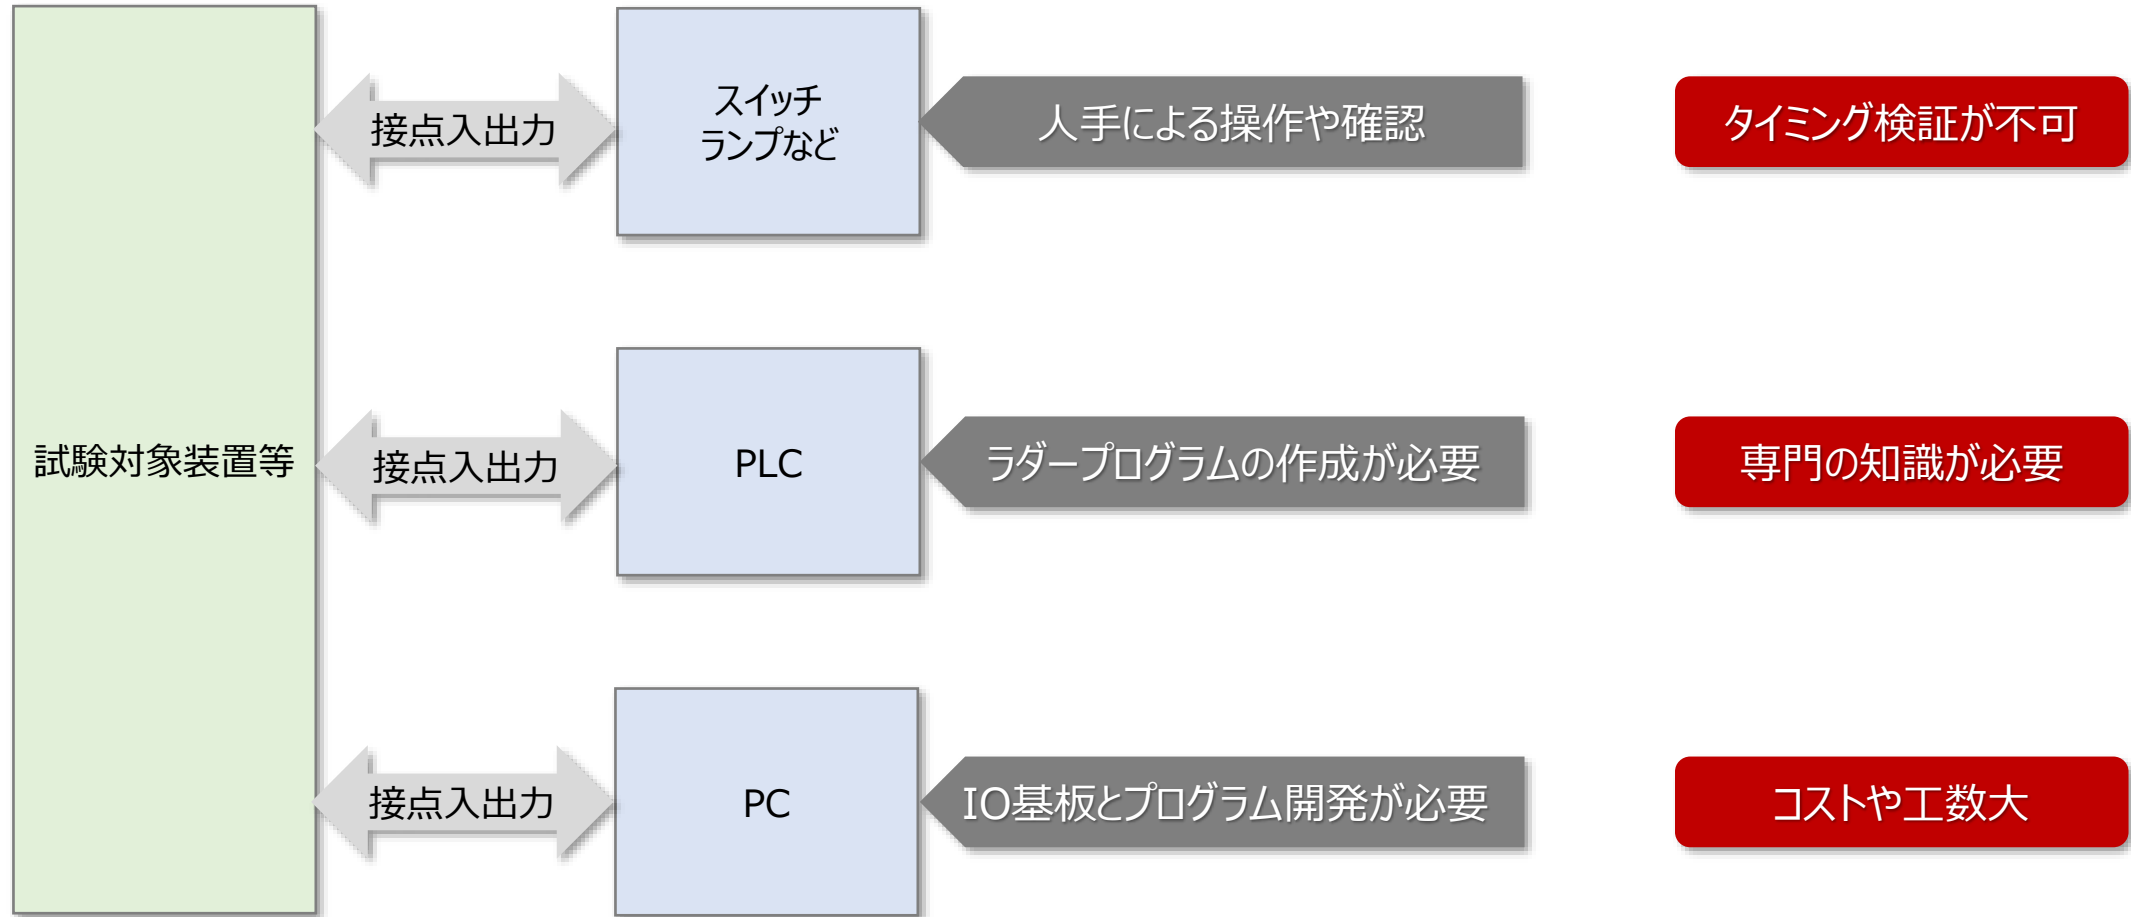 試験対象装置等
接点入出力
スイッチ
ランプなど
人手による操作や確認
タイミング検証が不可
接点入出力
PLC
ラダープログラムの作成が必要
専門の知識が必要
接点入出力
PC
IO基板とプログラム開発が必要
コストや工数大